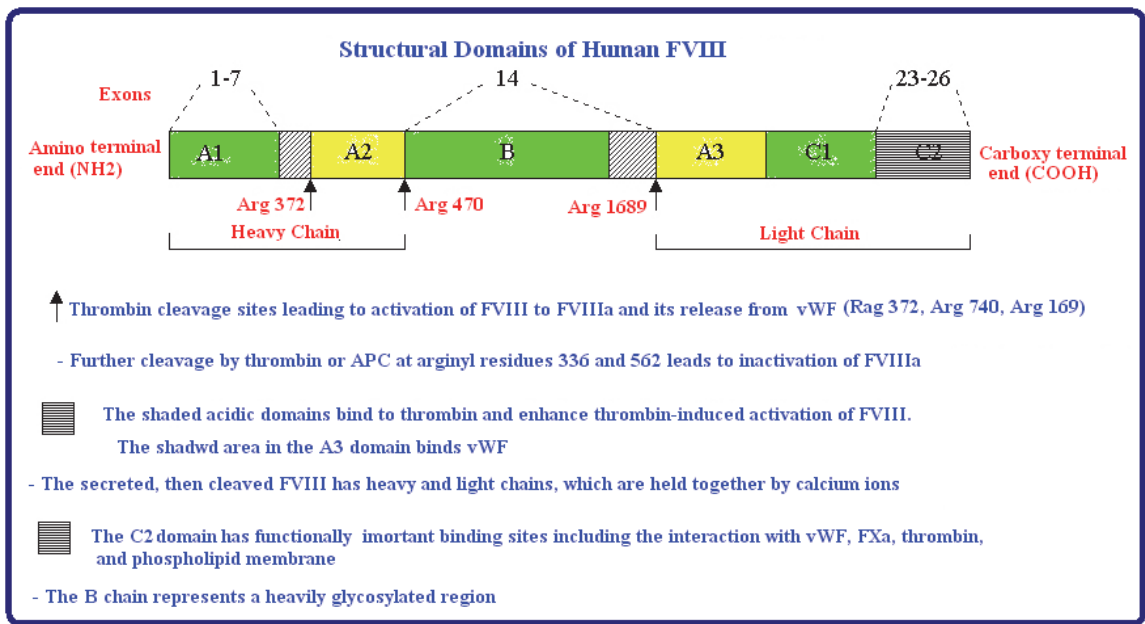 Structural Domains of Human FVIII
1-7
14
23-26
Exons
Amino terminal
end (NH2)
A1
A2
B
A3
C1
C2
Carboxy terminal
end (COOH)
Arg 372
Arg 470
Arg 1689
Heavy Chain
Light Chain
Thrombin cleavage sites leading to activation of FVIII to FVIIIa and its release from vWF (Rag 372, Arg 740, Arg 169)
- Further cleavage by thrombin or APC at arginyl residues 336 and 562 leads to inactivation of FVIIIa
The shaded acidic domains bind to thrombin and enhance thrombin-induced activation of FVIII.
The shadwd area in the A3 domain binds vWF
- The secreted, then cleaved FVIII has heavy and light chains, which are held together by calcium ions
The C2 domain has functionally imortant binding sites including the interaction with vWF, FXa, thrombin,
and phospholipid membrane
- The B chain represents a heavily glycosylated region